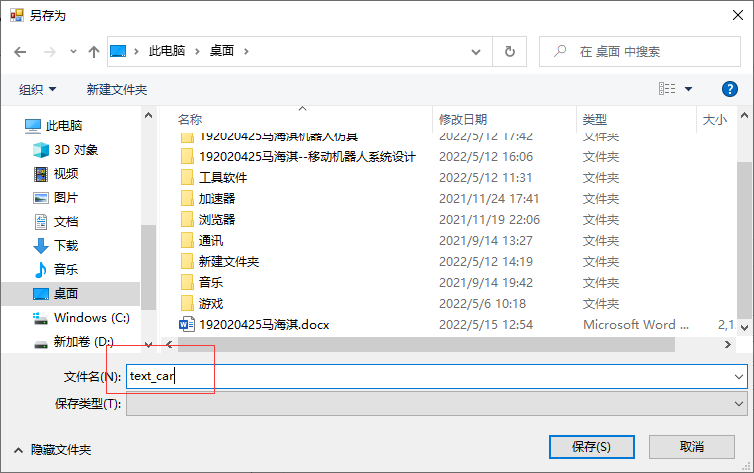 另存为
此电脑 > 桌面 >
在 桌面 中搜索
组织 新建文件夹
名称 修改日期 类型 大小
此电脑
3D 对象
视频
图片
文档
下载
音乐
桌面
Windows (C:)
新加卷 (D:)
192020425马海淇机器人仿真 2022/5/12 17:42 文件夹
192020425马海淇--移动机器人系统设计 2022/5/12 16:06 文件夹
工具软件 2022/5/12 11:31 文件夹
加速器 2021/11/24 17:41 文件夹
浏览器 2021/11/19 22:06 文件夹
通讯 2021/9/14 13:27 文件夹
新建文件夹 2022/5/12 14:19 文件夹
音乐 2021/9/14 19:42 文件夹
游戏 2022/5/6 10:18 文件夹
192020425马海淇.docx 2022/5/15 12:54 Microsoft Word ... 2,1
文件名(N): text_car
保存类型(T):
隐藏文件夹 保存(S) 取消